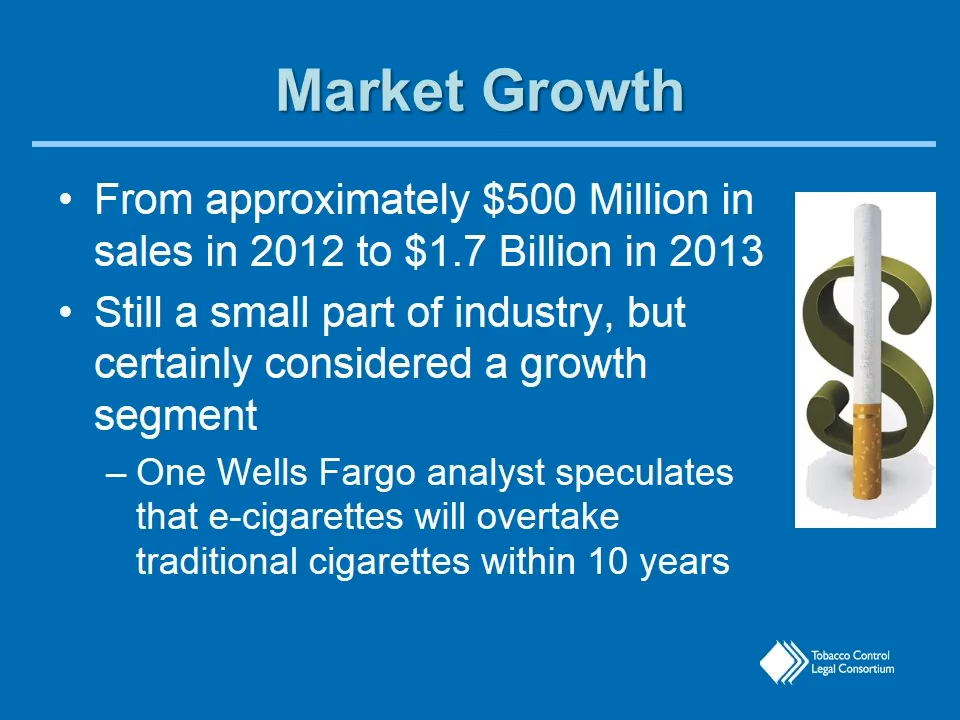 Market Growth
• From approximately $500 Million in
sales in 2012 to $1.7 Billion in 2013
• Still a small part of industry, but
certainly considered a growth
segment
– One Wells Fargo analyst speculates
that e-cigarettes will overtake
traditional cigarettes within 10 years
Tobacco Control
Legal Consortium